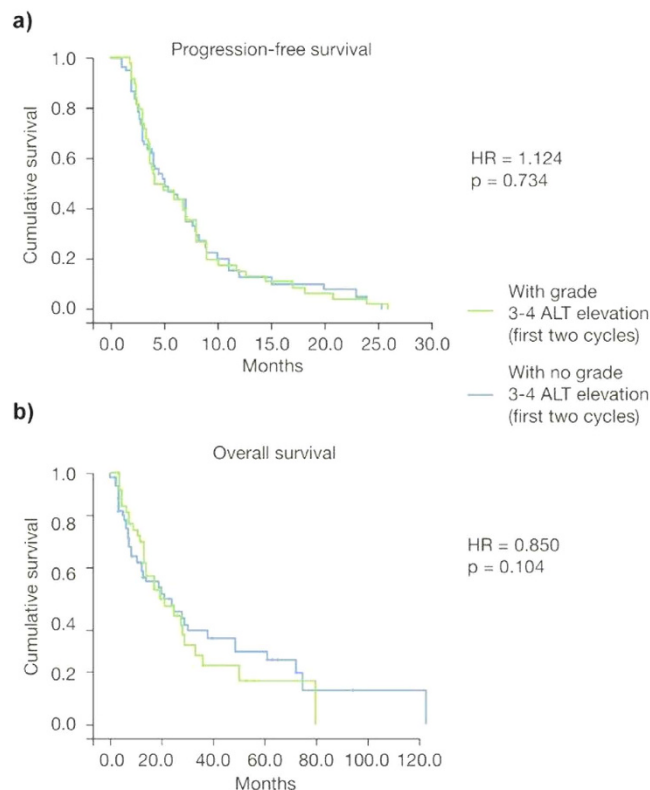 a)
Progression-free survival
Cumulative survival
1.0
0.8
0.6
0.4
0.2
0.0
0.0 5.0 10.0 15.0 20.0 25.0 30.0
Months
HR = 1.124
p = 0.734
With grade
3-4 ALT elevation
(first two cycles)
With no grade
3-4 ALT elevation
(first two cycles)
b)
Overall survival
Cumulative survival
1.0
0.8
0.6
0.4
0.2
0.0
0.0 20.0 40.0 60.0 80.0 100.0 120.0
Months
HR = 0.850
p = 0.104